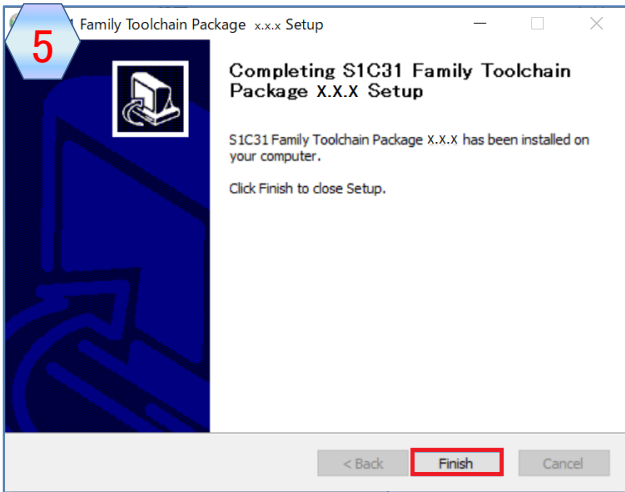 5
1 Family Toolchain Package x.x.x Setup
Completing S1C31 Family Toolchain
Package X.X.X Setup
S1C31 Family Toolchain Package X.X.X has been installed on
your computer.
Click Finish to close Setup.
< Back
Finish
Cancel